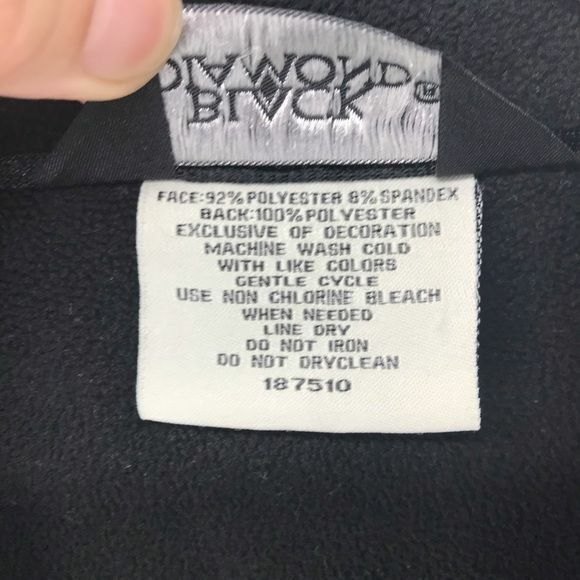 BLACK
DIAMOND®
FACE:92% POLYESTER 8% SPANDEX
BACK:100% POLYESTER
EXCLUSIVE OF DECORATION
MACHINE WASH COLD
WITH LIKE COLORS
GENTLE CYCLE
USE NON CHLORINE BLEACH
WHEN NEEDED
LINE DRY
DO NOT IRON
DO NOT DRYCLEAN
187510